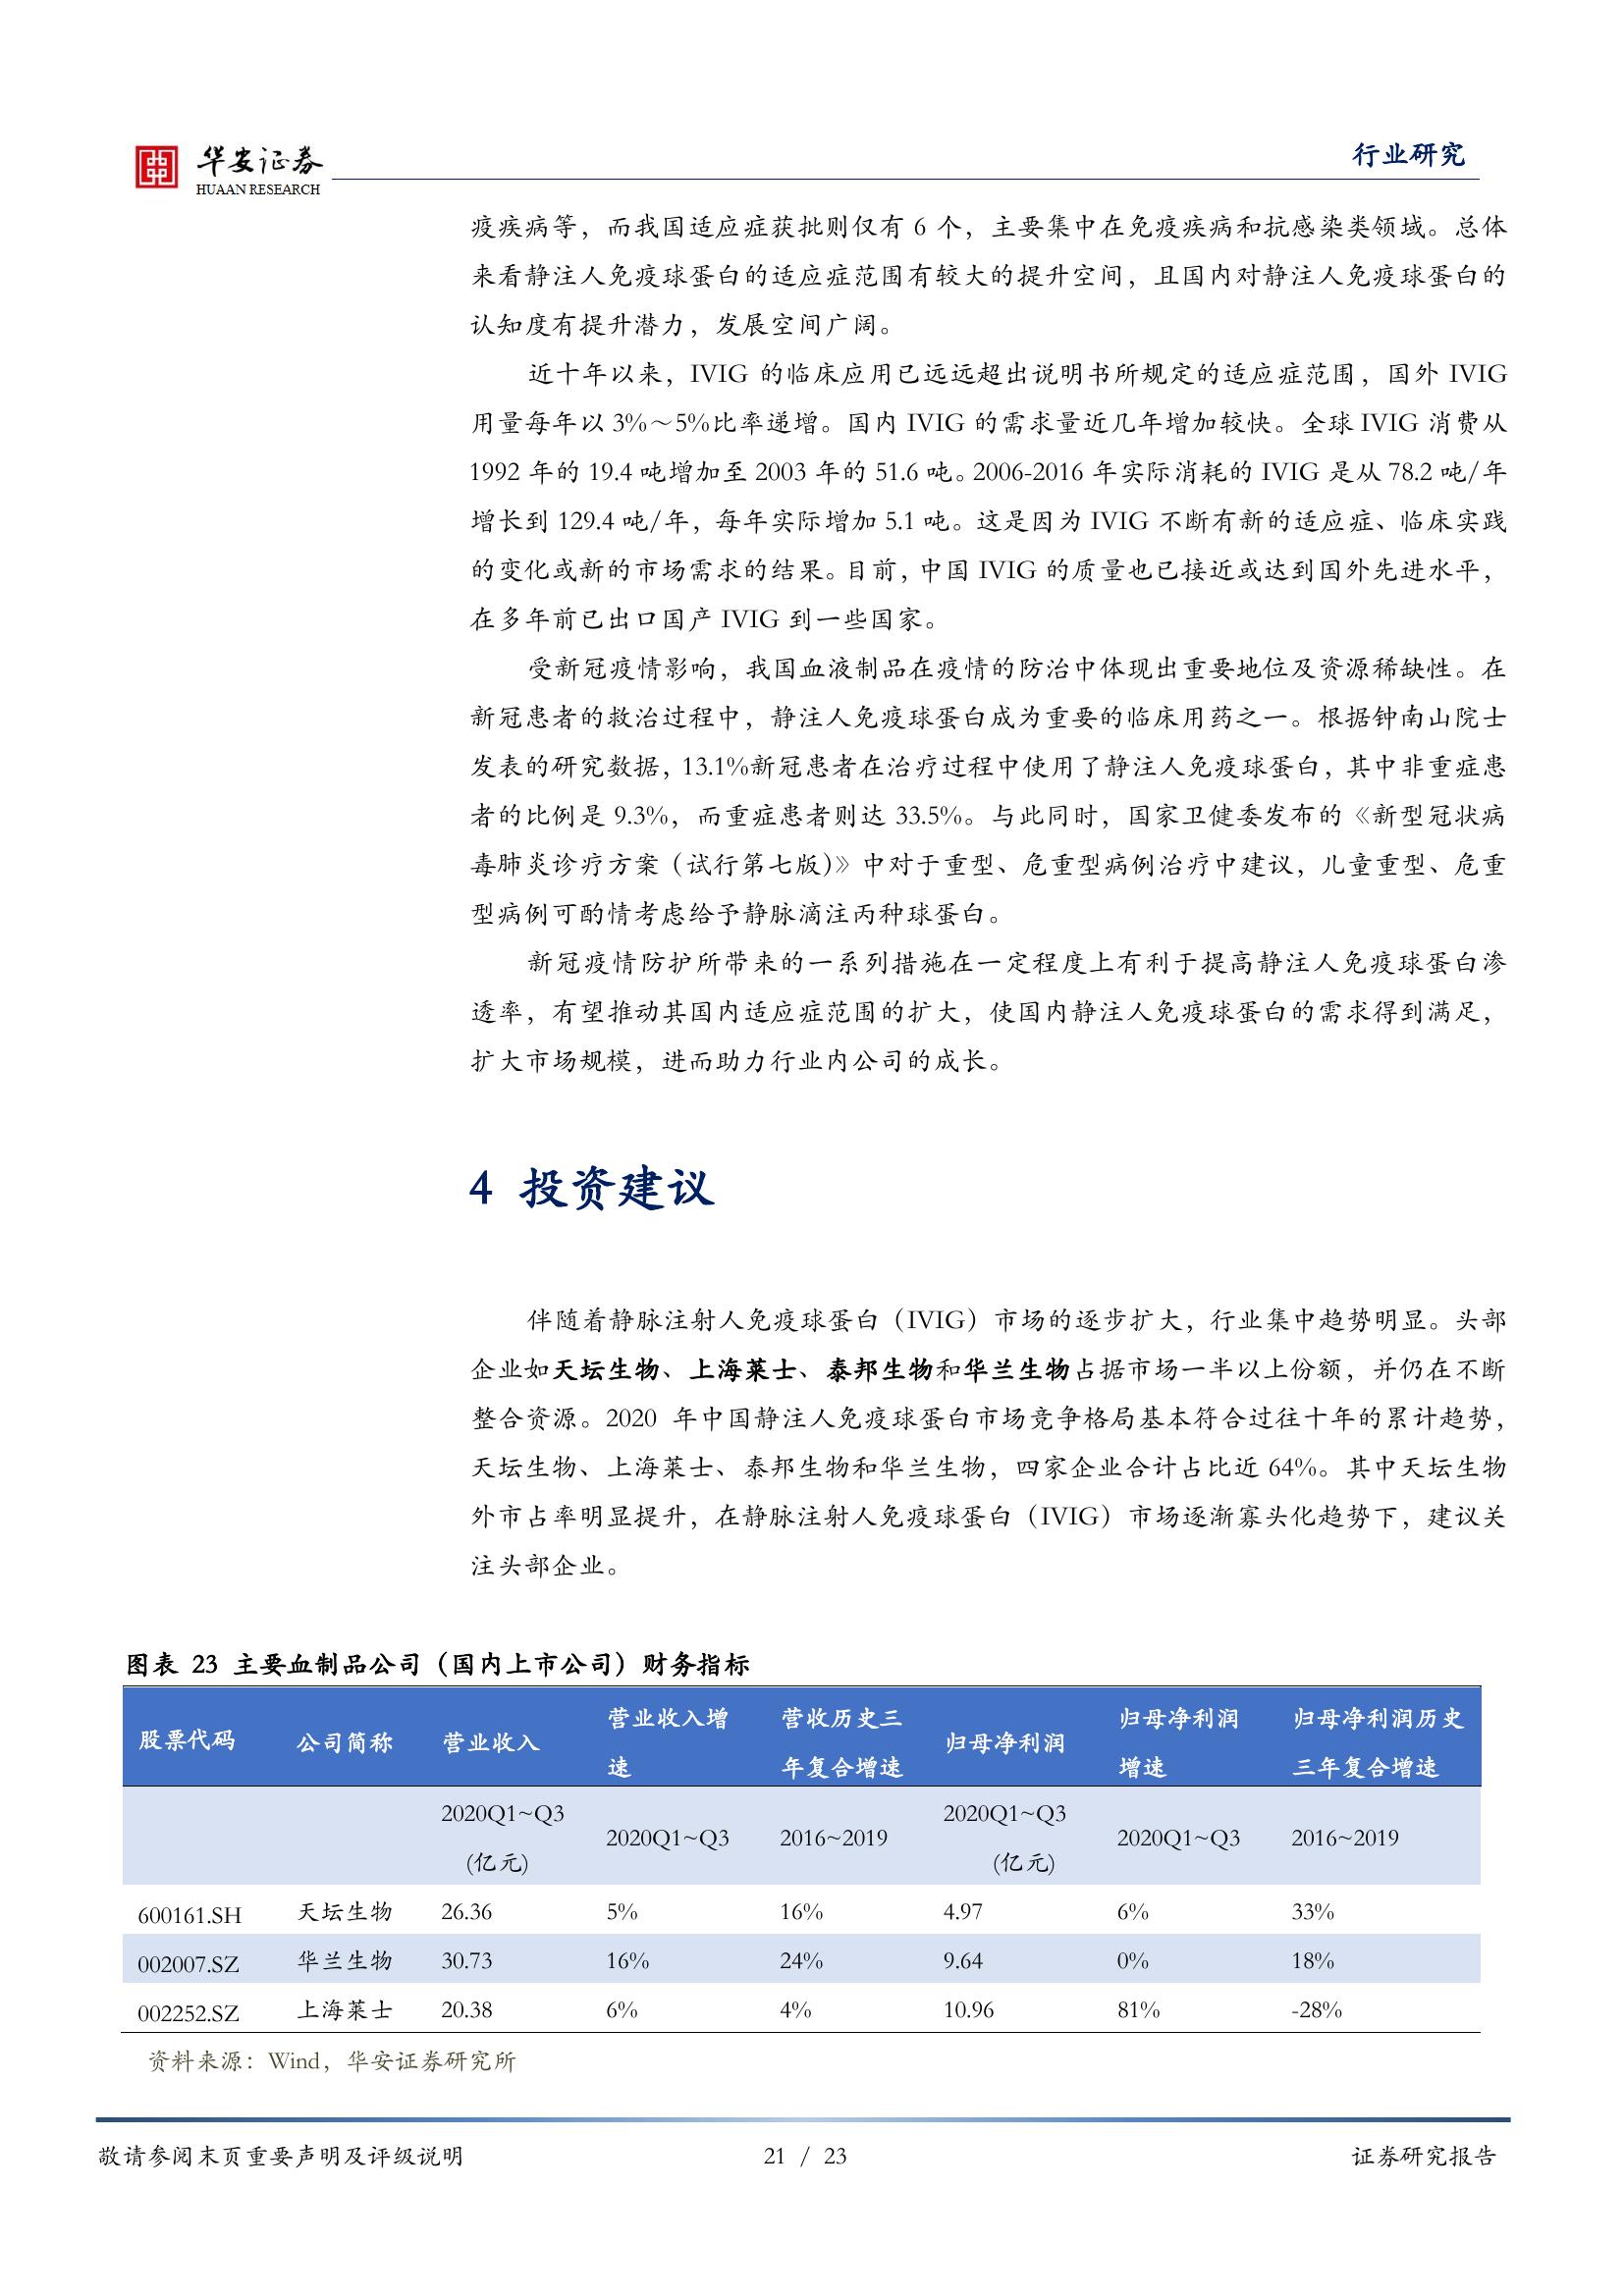 华安证券
HUAAN RESEARCH
行业研究
疫疾病等，而我国适应症获批则仅有 6 个，主要集中在免疫疾病和抗感染类领域。总体
来看静注人免疫球蛋白的适应症范围有较大的提升空间，且国内对静注人免疫球蛋白的
认知度有提升潜力，发展空间广阔。
近十年以来，IVIG 的临床应用已远远超出说明书所规定的适应症范围，国外 IVIG
用量每年以 3%～5%比率递增。国内 IVIG 的需求量近几年增加较快。全球 IVIG 消费从
1992 年的 19.4 吨增加至 2003 年的 51.6 吨。2006-2016 年实际消耗的 IVIG 是从 78.2 吨/年
增长到 129.4 吨/年，每年实际增加 5.1 吨。这是因为 IVIG 不断有新的适应症、临床实践
的变化或新的市场需求的结果。目前，中国 IVIG 的质量也已接近或达到国外先进水平，
在多年前已出口国产 IVIG 到一些国家。
受新冠疫情影响，我国血液制品在疫情的防治中体现出重要地位及资源稀缺性。在
新冠患者的救治过程中，静注人免疫球蛋白成为重要的临床用药之一。根据钟南山院士
发表的研究数据，13.1%新冠患者在治疗过程中使用了静注人免疫球蛋白，其中非重症患
者的比例是 9.3%，而重症患者则达 33.5%。与此同时，国家卫健委发布的《新型冠状病
毒肺炎诊疗方案（试行第七版）》中对于重型、危重型病例治疗中建议，儿童重型、危重
型病例可酌情考虑给予静脉滴注丙种球蛋白。
新冠疫情防护所带来的一系列措施在一定程度上有利于提高静注人免疫球蛋白渗
透率，有望推动其国内适应症范围的扩大，使国内静注人免疫球蛋白的需求得到满足，
扩大市场规模，进而助力行业内公司的成长。
4 投资建议
伴随着静脉注射人免疫球蛋白（IVIG）市场的逐步扩大，行业集中趋势明显。头部
企业如天坛生物、上海莱士、泰邦生物和华兰生物占据市场一半以上份额，并仍在不断
整合资源。2020 年中国静注人免疫球蛋白市场竞争格局基本符合过往十年的累计趋势，
天坛生物、上海莱士、泰邦生物和华兰生物，四家企业合计占比近 64%。其中天坛生物
外市占率明显提升，在静脉注射人免疫球蛋白（IVIG）市场逐渐寡头化趋势下，建议关
注头部企业。
图表 23 主要血制品公司（国内上市公司）财务指标
股票代码 公司简称 营业收入 营业收入增速 营收历史三年复合增速 归母净利润 归母净利润增速 归母净利润历史三年复合增速
2020Q1~Q3 (亿元) 2020Q1~Q3 2016~2019 2020Q1~Q3 (亿元) 2020Q1~Q3 2016~2019
600161.SH 天坛生物 26.36 5% 16% 4.97 6% 33%
002007.SZ 华兰生物 30.73 16% 24% 9.64 0% 18%
002252.SZ 上海莱士 20.38 6% 4% 10.96 81% -28%
资料来源：Wind，华安证券研究所
敬请参阅末页重要声明及评级说明 21 / 23 证券研究报告